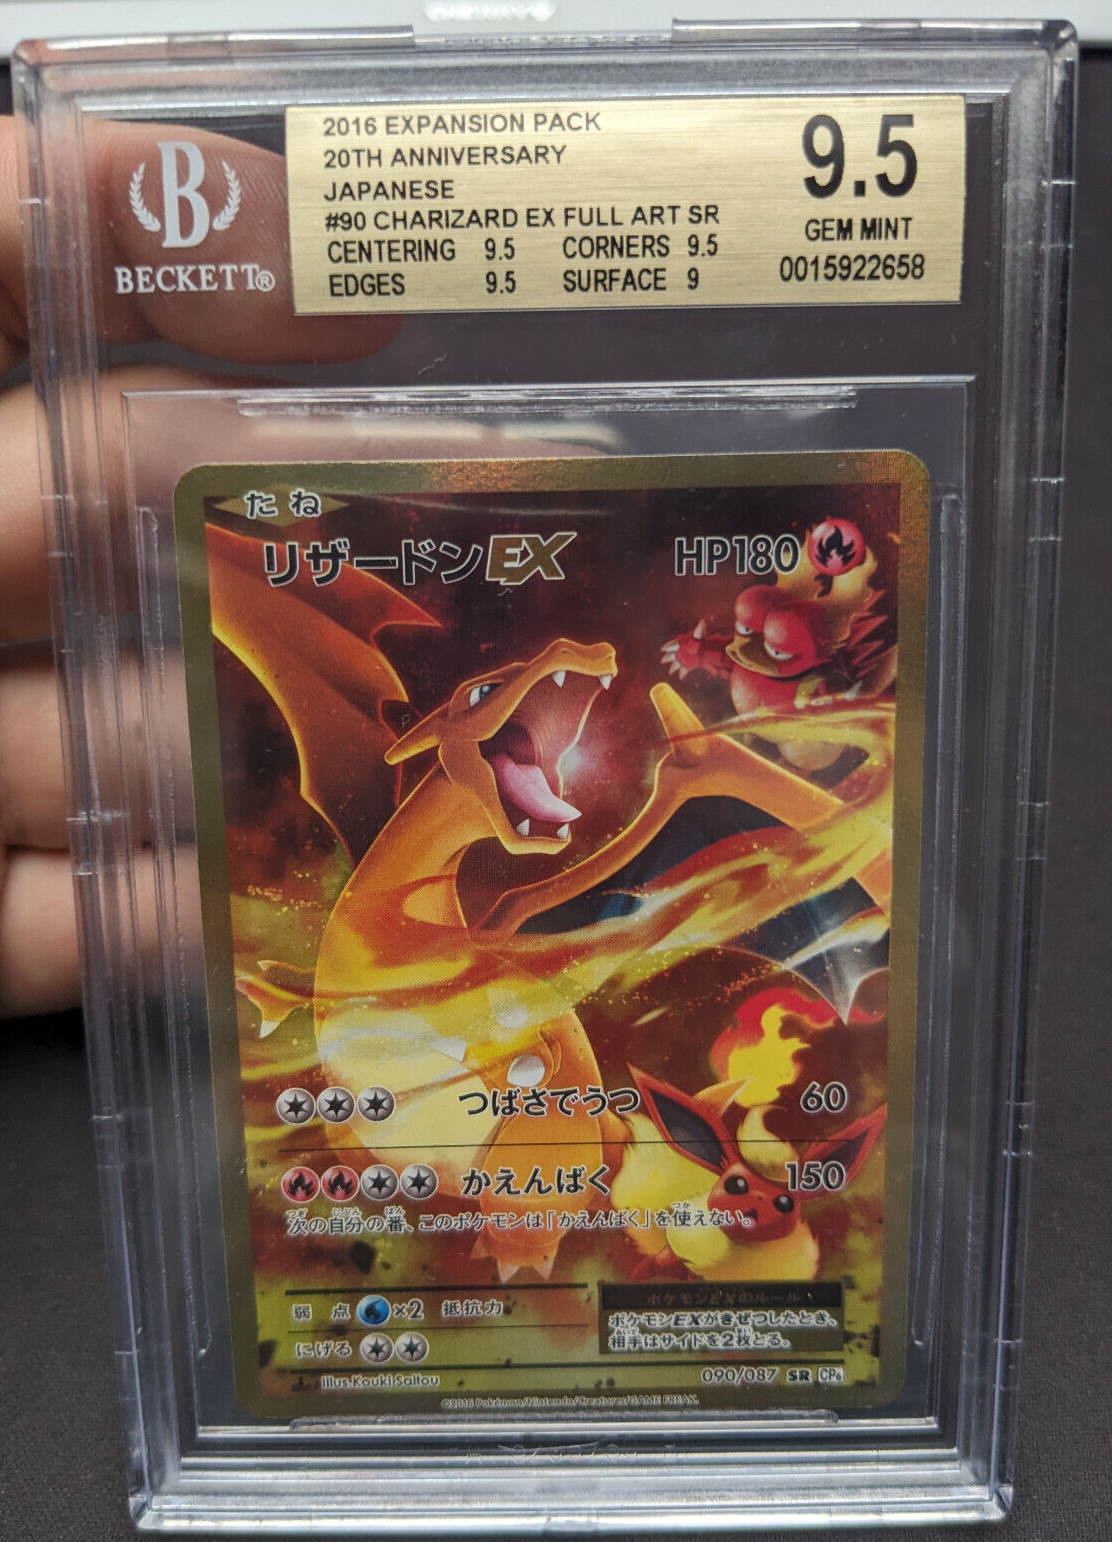 B
BECKETT®
2016 EXPANSION PACK
20TH ANNIVERSARY
JAPANESE
#90 CHARIZARD EX FULL ART SR
CENTERING 9.5 CORNERS 9.5
EDGES 9.5 SURFACE 9
9.5
GEM MINT
0015922658
たね
リザードンEX HP180
つばさでうつ 60
かえんばく 150
次の自分の番、このポケモンは「かえんばく」を使えない。
弱点 ×2 抵抗力
にげる
ポケモンEXのルール
ポケモンEXがきぜつしたとき、
相手はサイドを2枚とる。
Illus.Kouki Saitou
090/087 SR CP6
©2016 Pokémon/Nintendo/Creatures/GAME FREAK.